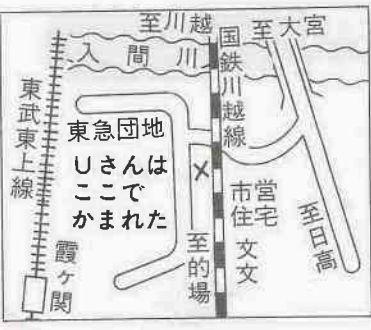 至川越
至大宮
入間川
国鉄川越線
東武東上線
東急団地
Uさんは
ここで
かまれた
市営
住宅
文文
至日高
至的場
霞ヶ関